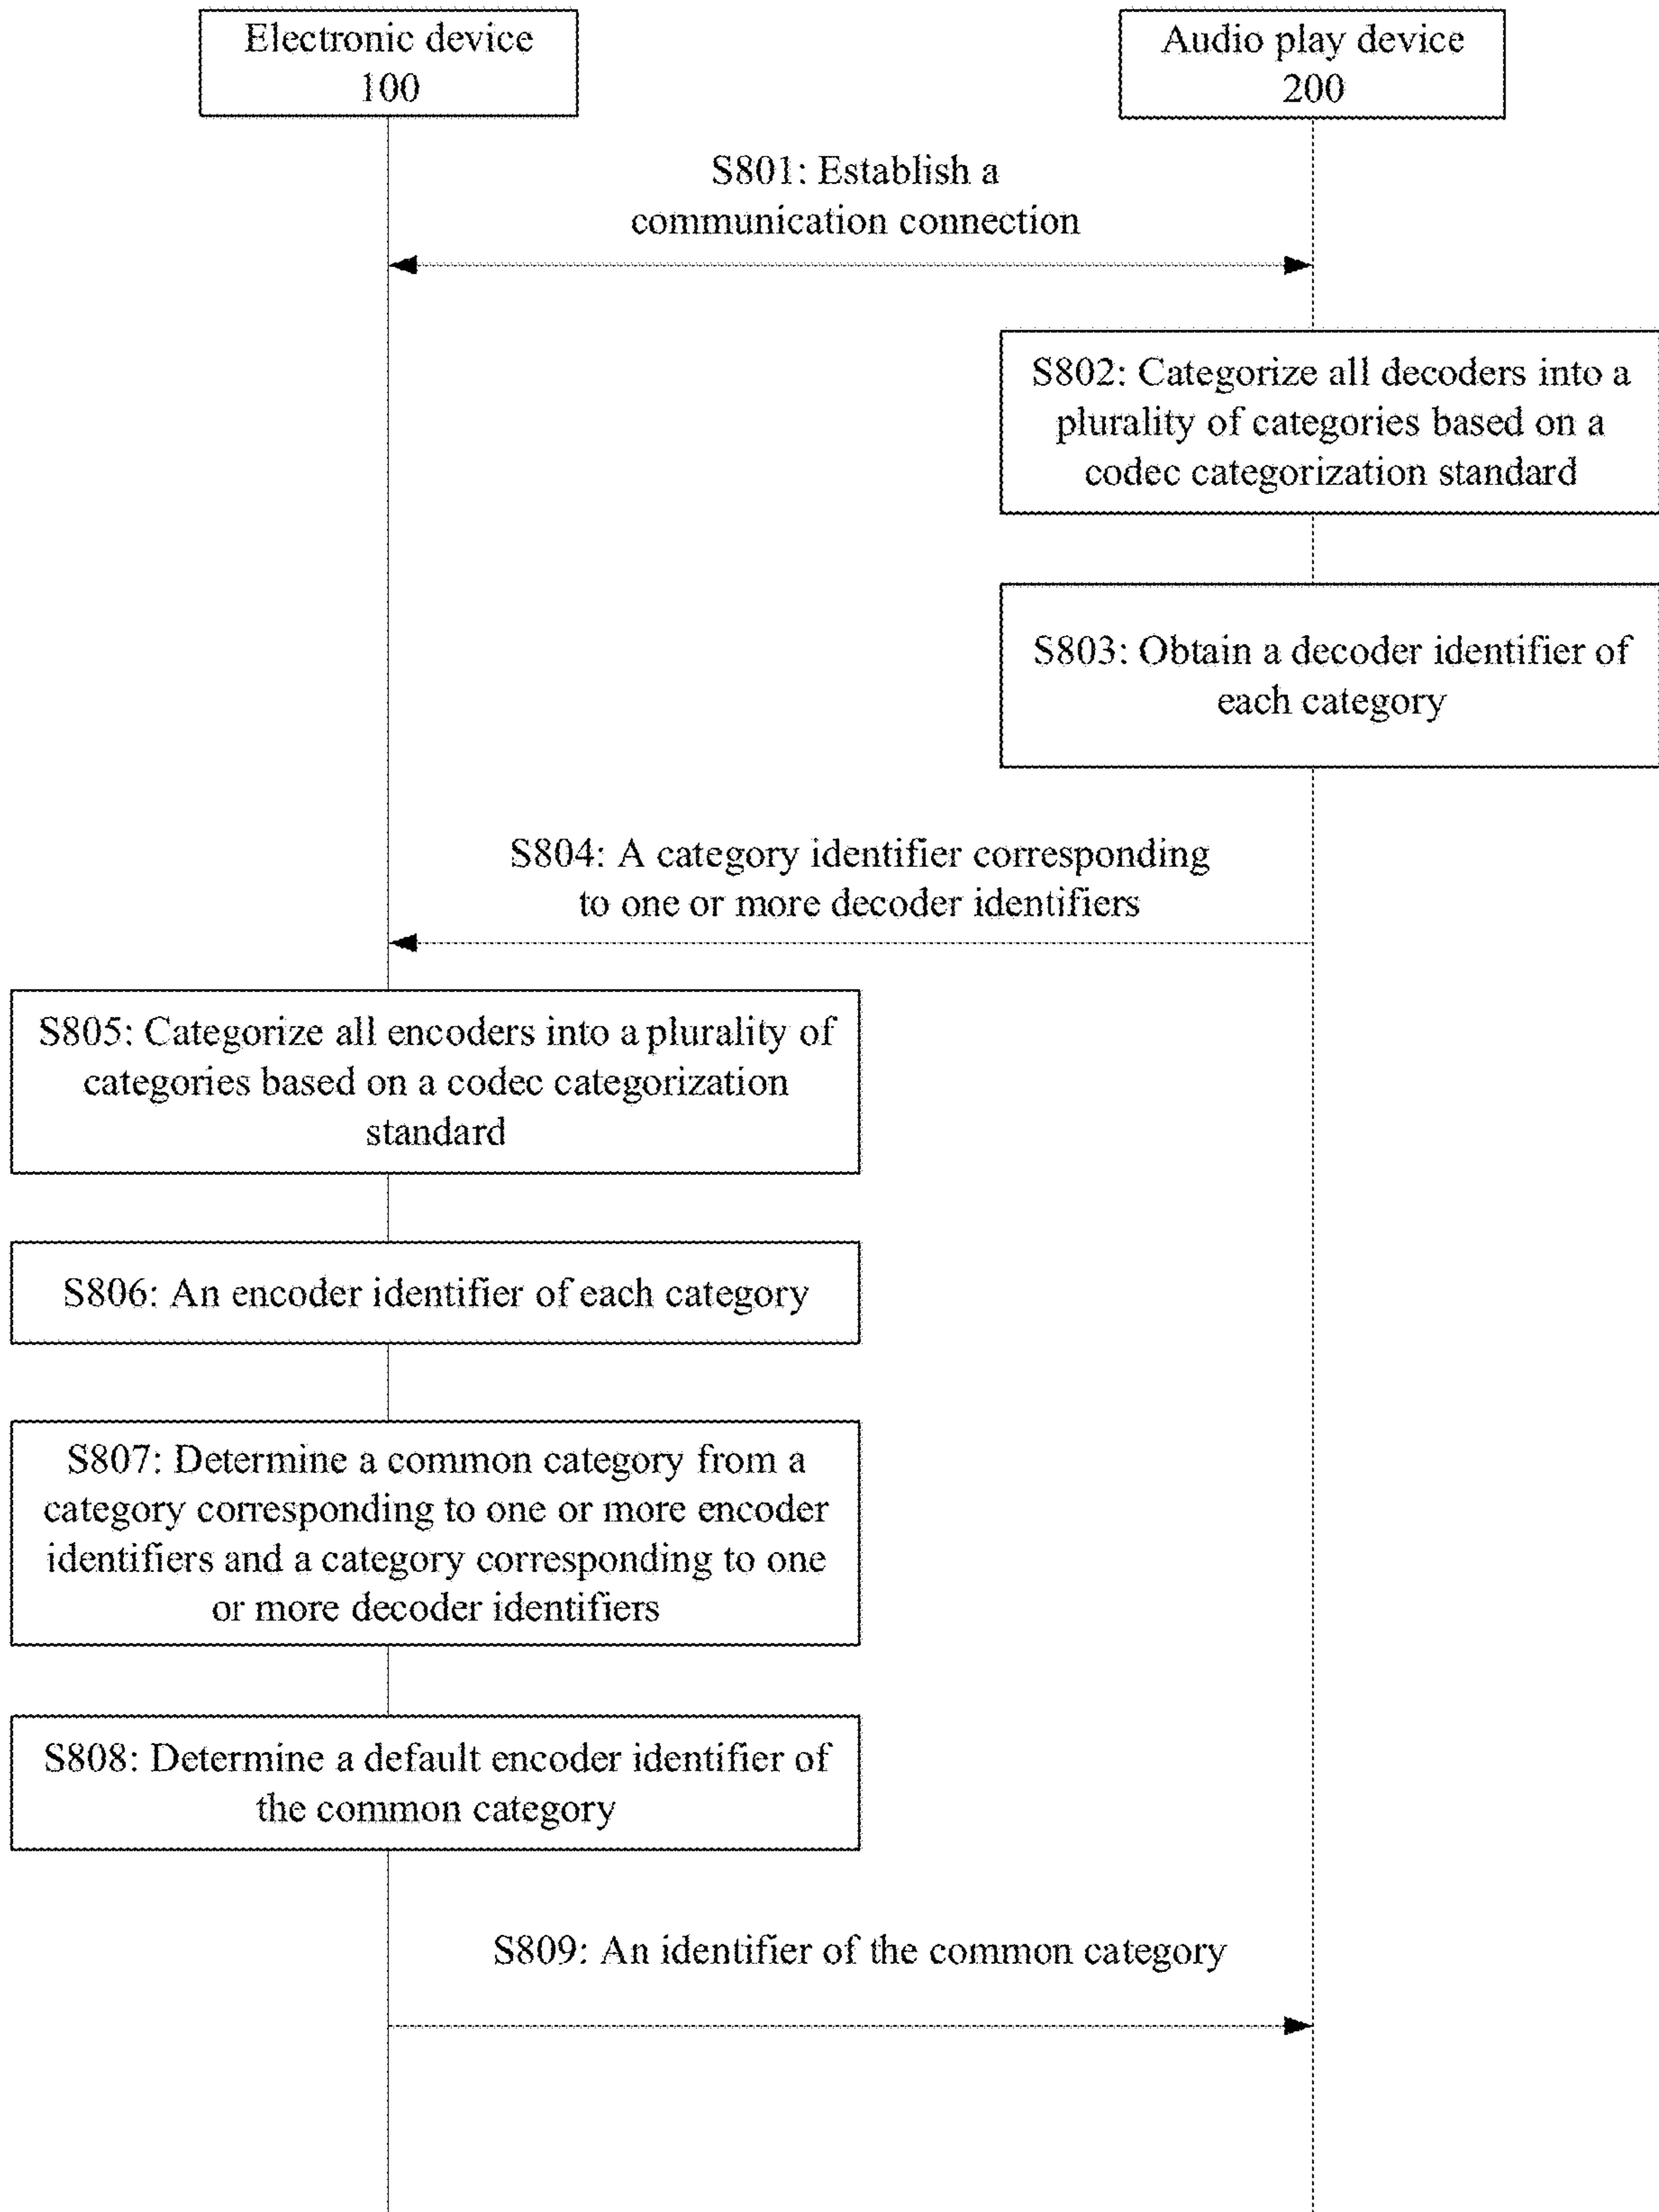 Electronic device
100
Audio play device
200
S801: Establish a
communication connection
S802: Categorize all decoders into a
plurality of categories based on a
codec categorization standard
S803: Obtain a decoder identifier of
each category
S804: A category identifier corresponding
to one or more decoder identifiers
S805: Categorize all encoders into a plurality of
categories based on a codec categorization
standard
S806: An encoder identifier of each category
S807: Determine a common category from a
category corresponding to one or more encoder
identifiers and a category corresponding to one
or more decoder identifiers
S808: Determine a default encoder identifier of
the common category
S809: An identifier of the common category